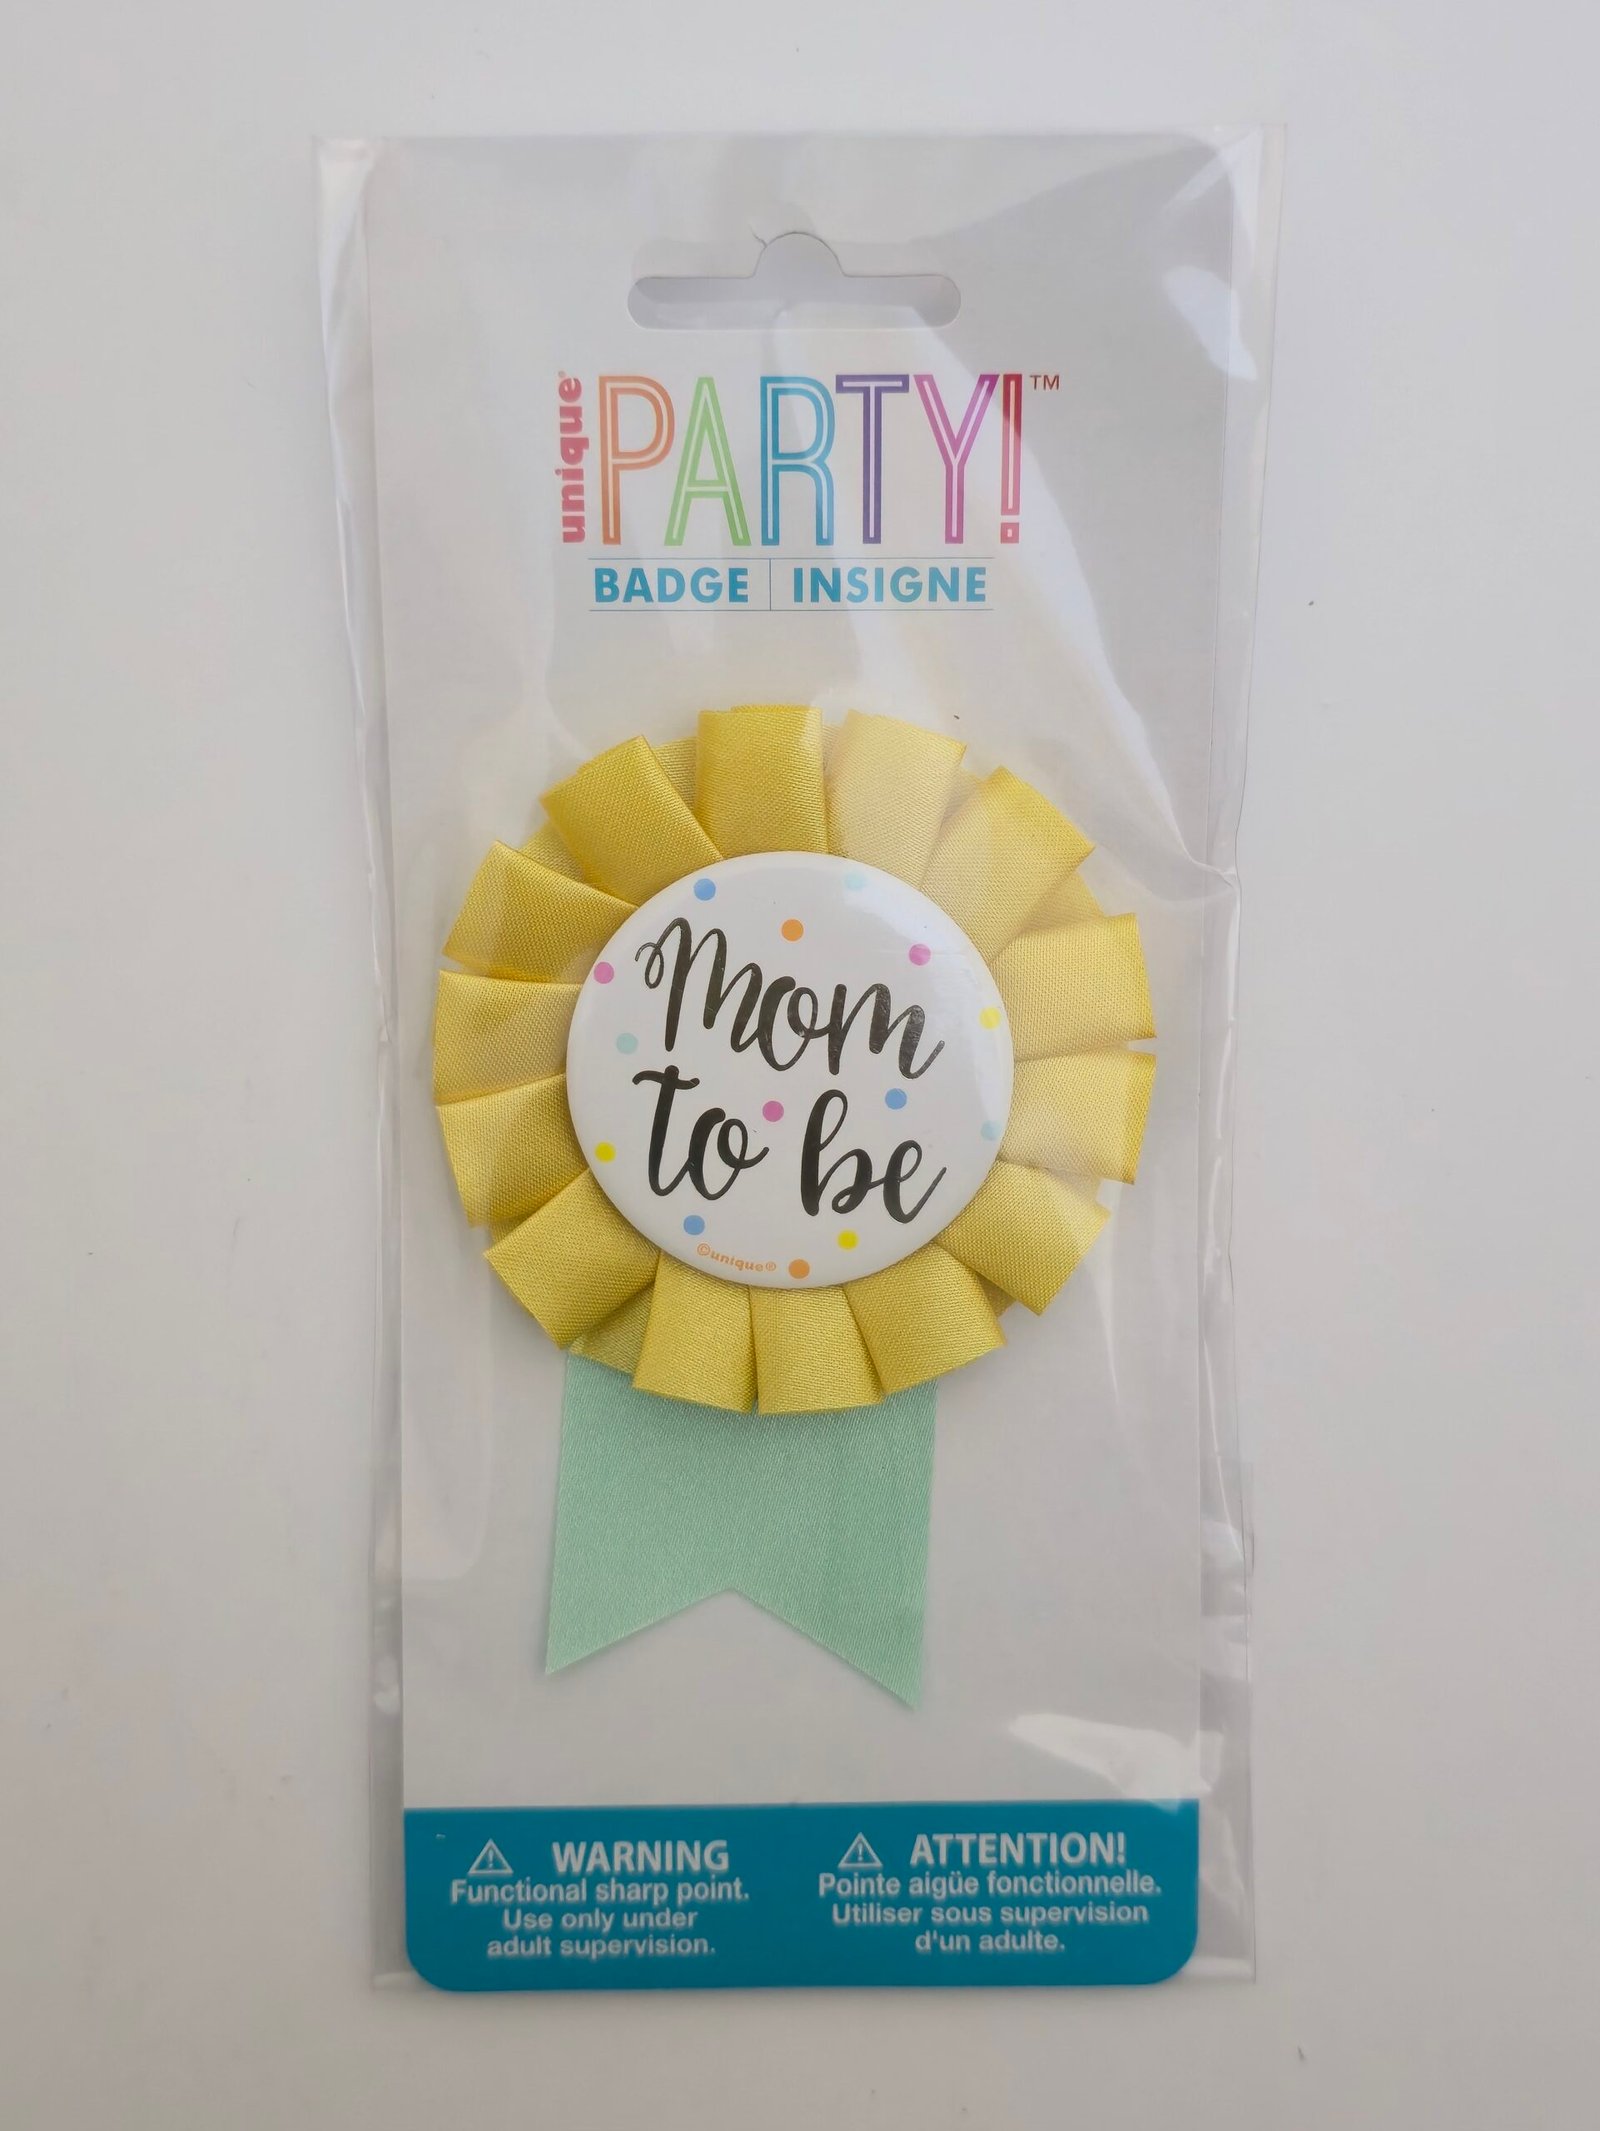 unique®
PARTY!™
BADGE | INSIGNE
Mom
to be
©unique®
WARNING
Functional sharp point.
Use only under
adult supervision.
ATTENTION!
Pointe aigüe fonctionnelle.
Utiliser sous supervision
d'un adulte.